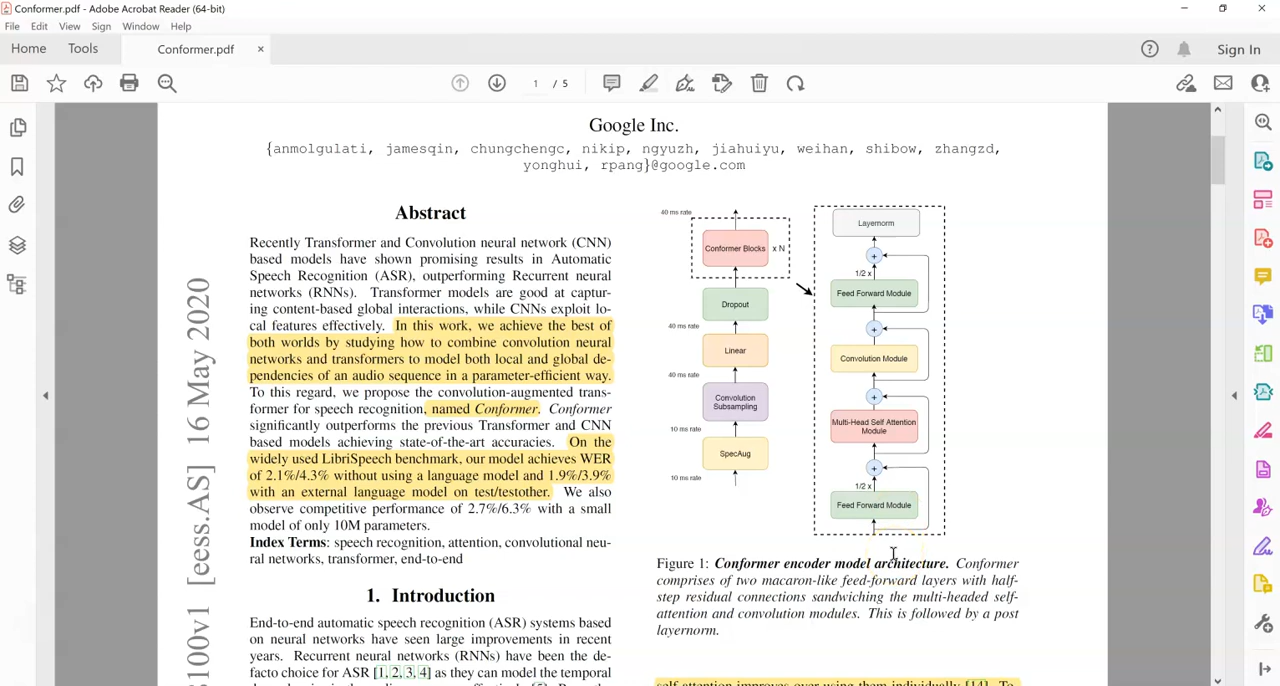 Conformer.pdf - Adobe Acrobat Reader (64-bit)
File Edit View Sign Window Help
Home Tools Conformer.pdf × Sign In
1 / 5
Google Inc.
{anmolgulati, jamesqin, chungchengc, nikip, ngyuzh, jiahuiyu, weihan, shibow, zhangzd,
yonghui, rpang}@google.com
Abstract
Recently Transformer and Convolution neural network (CNN)
based models have shown promising results in Automatic
Speech Recognition (ASR), outperforming Recurrent neural
networks (RNNs). Transformer models are good at captur-
ing content-based global interactions, while CNNs exploit lo-
cal features effectively. In this work, we achieve the best of
both worlds by studying how to combine convolution neural
networks and transformers to model both local and global de-
pendencies of an audio sequence in a parameter-efficient way.
To this regard, we propose the convolution-augmented trans-
former for speech recognition, named Conformer. Conformer
significantly outperforms the previous Transformer and CNN
based models achieving state-of-the-art accuracies. On the
widely used LibriSpeech benchmark, our model achieves WER
of 2.1%/4.3% without using a language model and 1.9%/3.9%
with an external language model on test/testother. We also
observe competitive performance of 2.7%/6.3% with a small
model of only 10M parameters.
Index Terms: speech recognition, attention, convolutional neu-
ral networks, transformer, end-to-end
1. Introduction
End-to-end automatic speech recognition (ASR) systems based
on neural networks have seen large improvements in recent
years. Recurrent neural networks (RNNs) have been the de-
facto choice for ASR [1, 2, 3, 4] as they can model the temporal
100v1 [eess.AS] 16 May 2020
40 ms rate
Conformer Blocks x N
Dropout
40 ms rate
Linear
40 ms rate
Convolution
Subsampling
10 ms rate
SpecAug
10 ms rate
Layernorm
+
1/2 x
Feed Forward Module
+
Convolution Module
+
Multi-Head Self Attention
Module
+
1/2 x
Feed Forward Module
Figure 1: Conformer encoder model architecture. Conformer
comprises of two macaron-like feed-forward layers with half-
step residual connections sandwiching the multi-headed self-
attention and convolution modules. This is followed by a post
layernorm.
self-attention improves over using them individually [14]. To